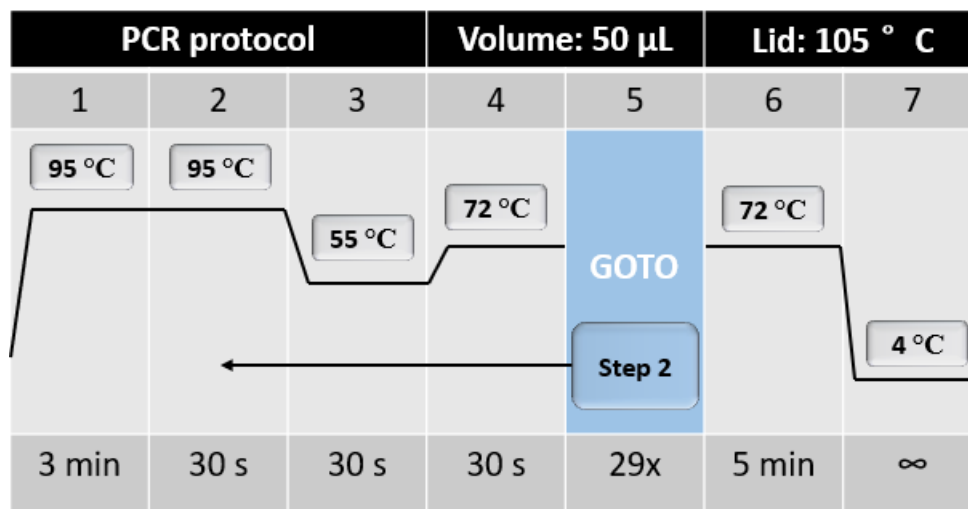 PCR protocol Volume: 50 µL Lid: 105 ° C
1 2 3 4 5 6 7
95 °C 95 °C
72 °C 72 °C
55 °C
GOTO
4 °C
Step 2
3 min 30 s 30 s 30 s 29x 5 min ∞